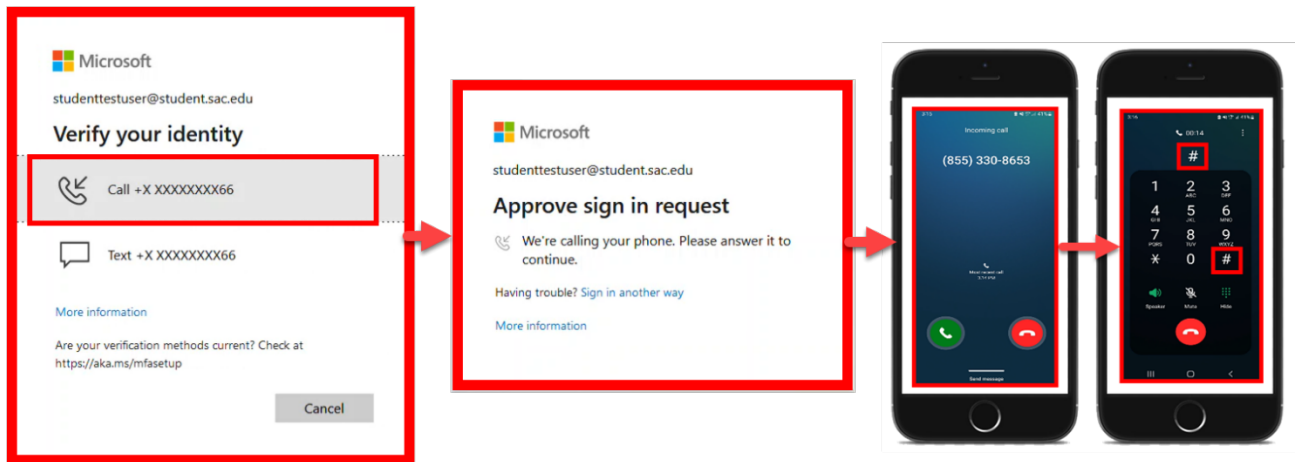 Microsoft
studenttestuser@student.sac.edu
Verify your identity
Call +X XXXXXXXX66
Text +X XXXXXXXX66
More information
Are your verification methods current? Check at
https://aka.ms/mfasetup
Cancel
Microsoft
studenttestuser@student.sac.edu
Approve sign in request
We're calling your phone. Please answer it to
continue.
Having trouble? Sign in another way
More information
Incoming call
(855) 330-8653
Send message
00:14
#
1 2 3
ABC DEF
4 5 6
GHI JKL MNO
7 8 9
PQRS TUV WXYZ
* 0 #
Speaker Mute Hide